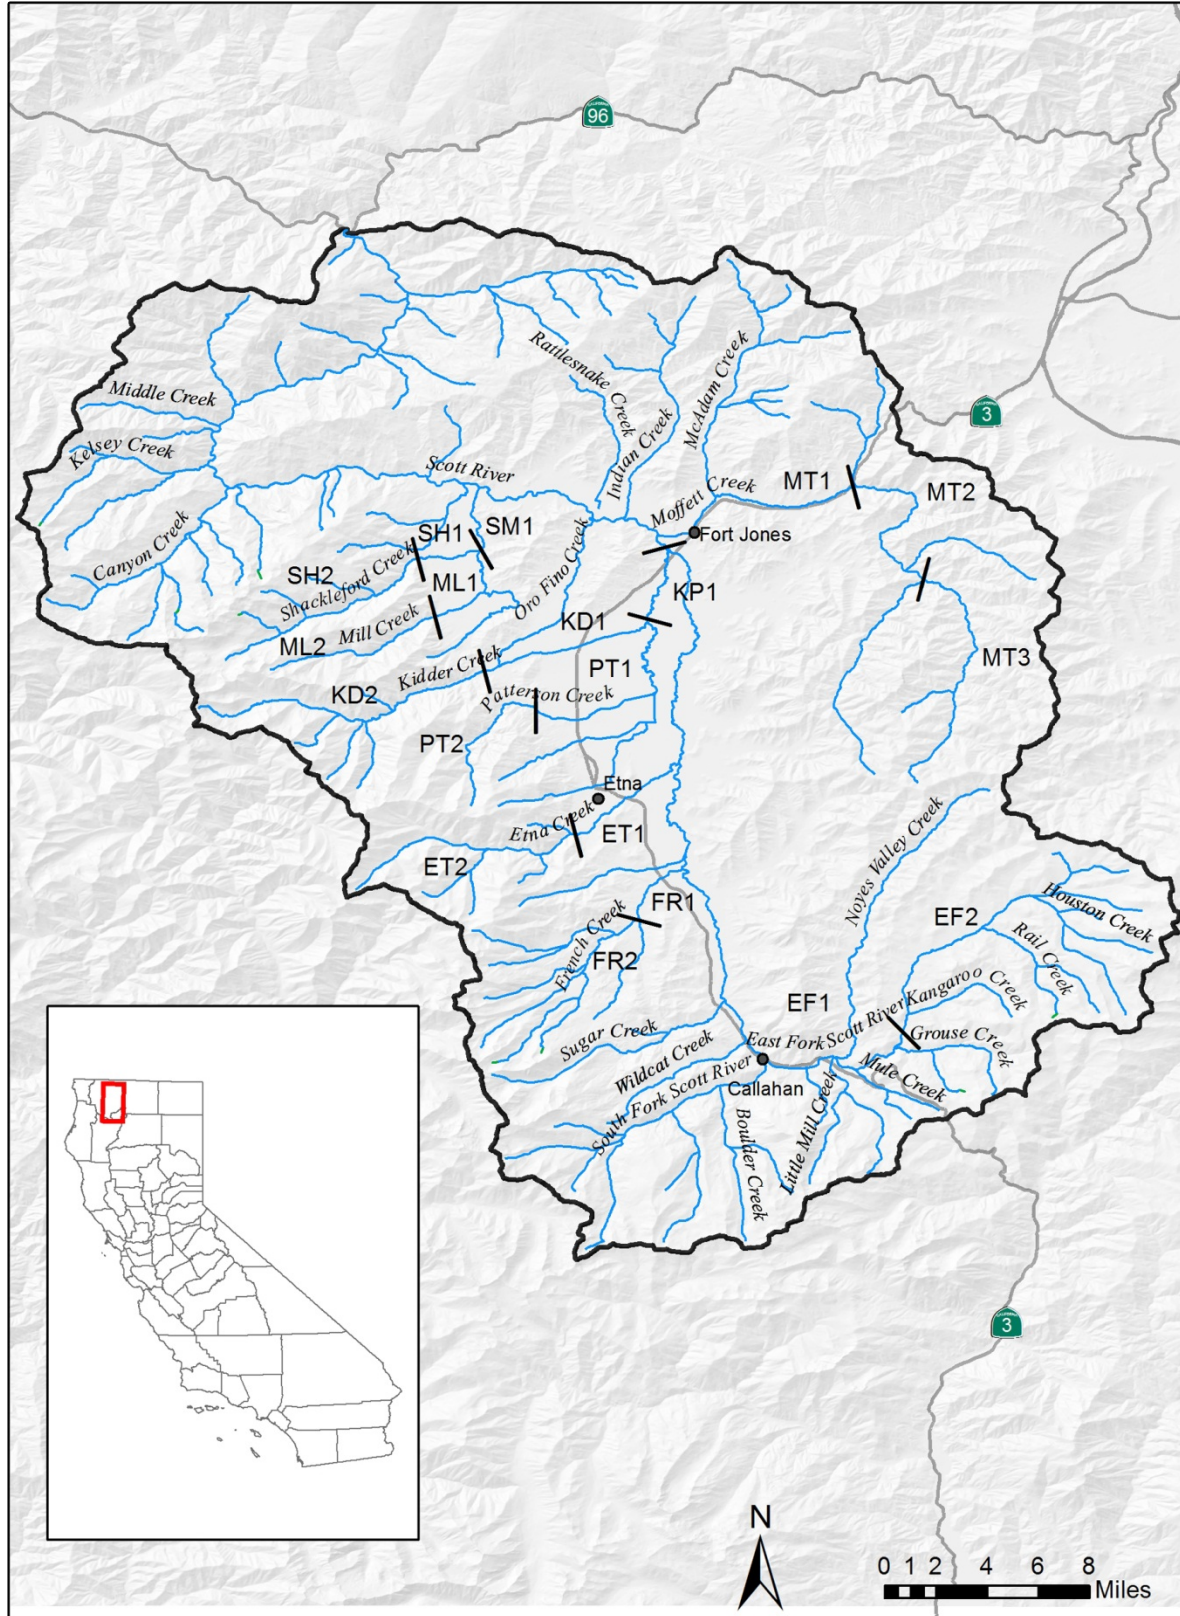 CALIFORNIA
96
Middle Creek
Kelsey Creek
Canyon Creek
Rattlesnake Creek
Indian Creek
McAdam Creek
CALIFORNIA
3
Scott River
Moffett Creek
MT1
MT2
Fort Jones
SH1
SM1
SH2
Shackleford Creek
ML1
Oro Fino Creek
KP1
ML2
Mill Creek
KD1
MT3
KD2
Kidder Creek
PT1
Patterson Creek
PT2
Etna
Etna Creek
ET1
ET2
Noyes Valley Creek
FR1
French Creek
FR2
EF2
Houston Creek
Rail Creek
Kangaroo Creek
EF1
East Fork Scott River
Grouse Creek
Sugar Creek
Wildcat Creek
South Fork Scott River
Callahan
Mule Creek
Boulder Creek
Little Mill Creek
CALIFORNIA
3
N
0 1 2 4 6 8
Miles